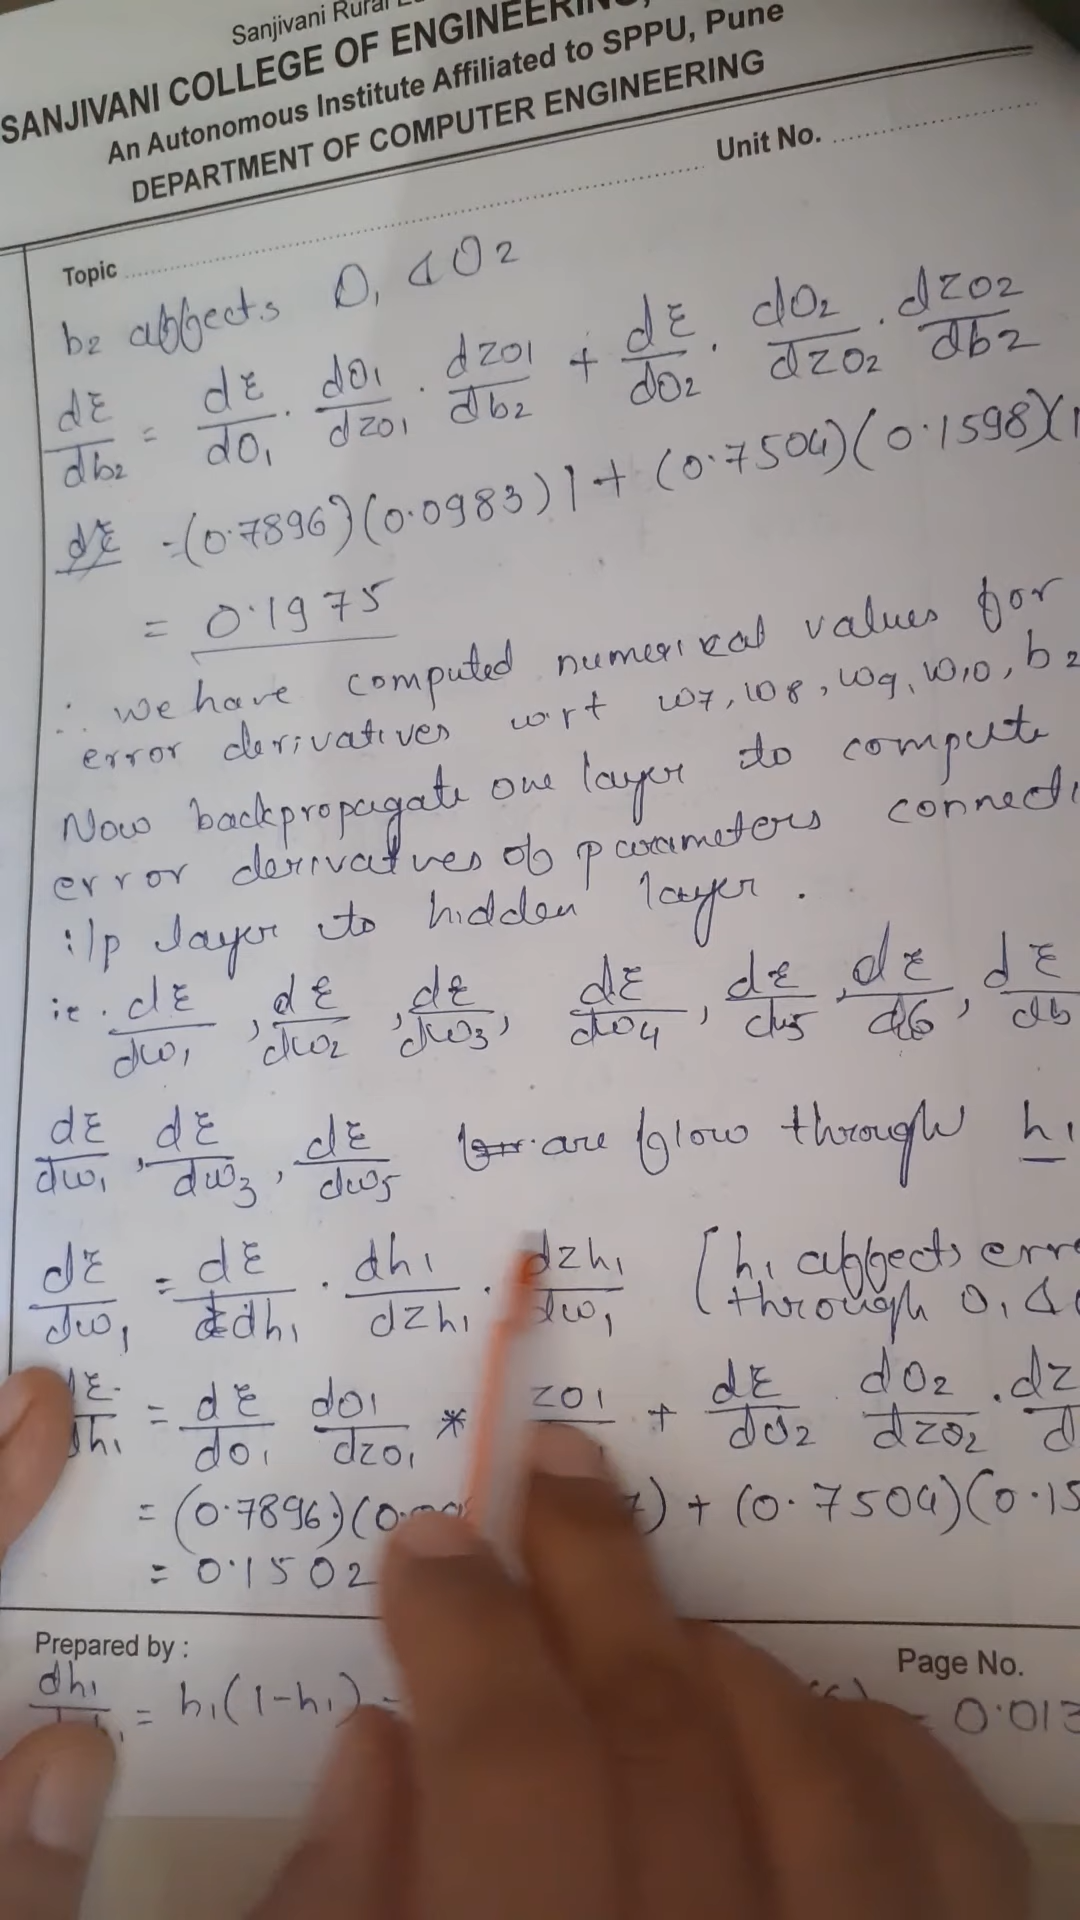 Sanjivani Rural
SANJIVANI COLLEGE OF ENGINEERING,
An Autonomous Institute Affiliated to SPPU, Pune
DEPARTMENT OF COMPUTER ENGINEERING
Unit No.
Topic
b2 affects O1 & O2
dE/db2 = dE/dO1 . dO1/dzO1 . dzO1/db2 + dE/dO2 . dO2/dzO2 . dzO2/db2
dE = (0.7896)(0.0983)1 + (0.7504)(0.1598)(1
= 0.1975
∴ we have computed numerical values for
error derivatives wrt w7, w8, w9, w10, b2
Now backpropagate one layer to compute
error derivatves of parameters connecti
i/p layer to hidden layer.
ie. dE/dw1, dE/dw2, dE/dw3, dE/dw4, dE/dw5, dE/d6, dE/db
dE/dw1, dE/dw3, dE/dw5 are flow through h1
dE/dw1 = dE/dh1 . dh1/dzh1 . dzh1/dw1 (h1 affects err
through O1 &
dE/dh1 = dE/dO1 dO1/dzO1 * zO1 + dE/dO2 dO2/dzO2 . dz
= (0.7896)(0. ) + (0.7504)(0.15
= 0.1502
Prepared by :
Page No.
dh1 = h1(1-h1) = 0.013